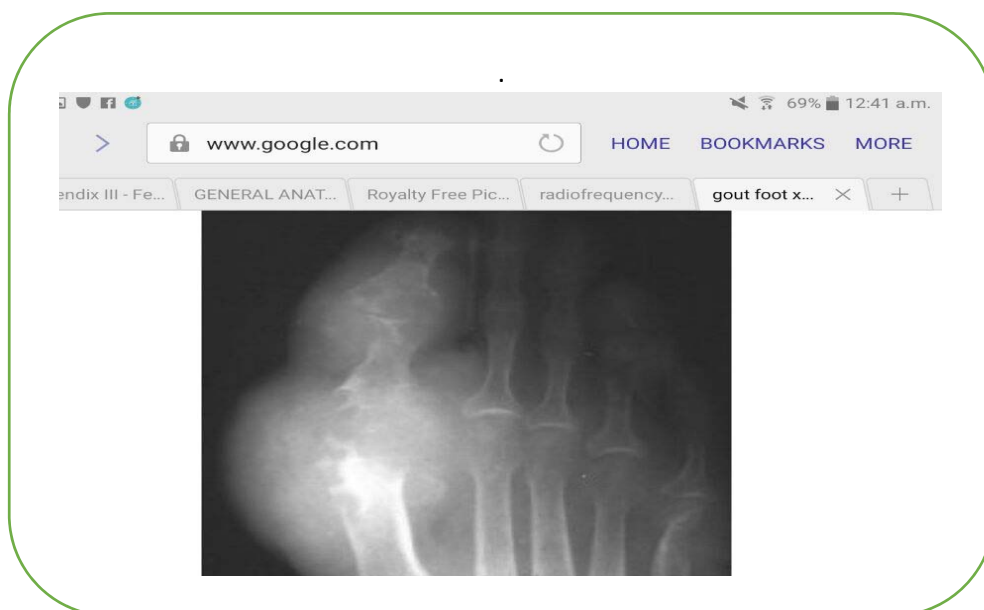 .
69% 12:41 a.m.
www.google.com HOME BOOKMARKS MORE
endix III - Fe... GENERAL ANAT... Royalty Free Pic... radiofrequency... gout foot x...